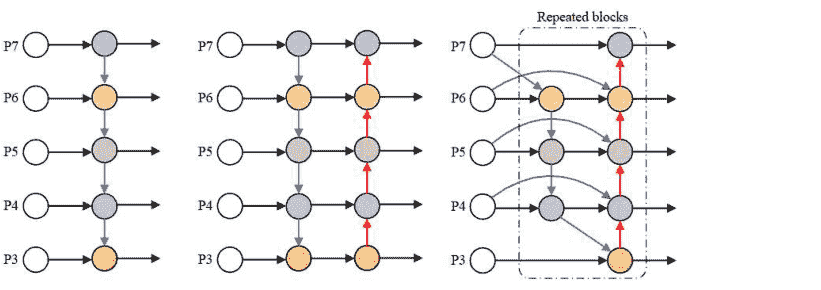 Repeated blocks
P7 P7 P7
P6 P6 P6
P5 P5 P5
P4 P4 P4
P3 P3 P3